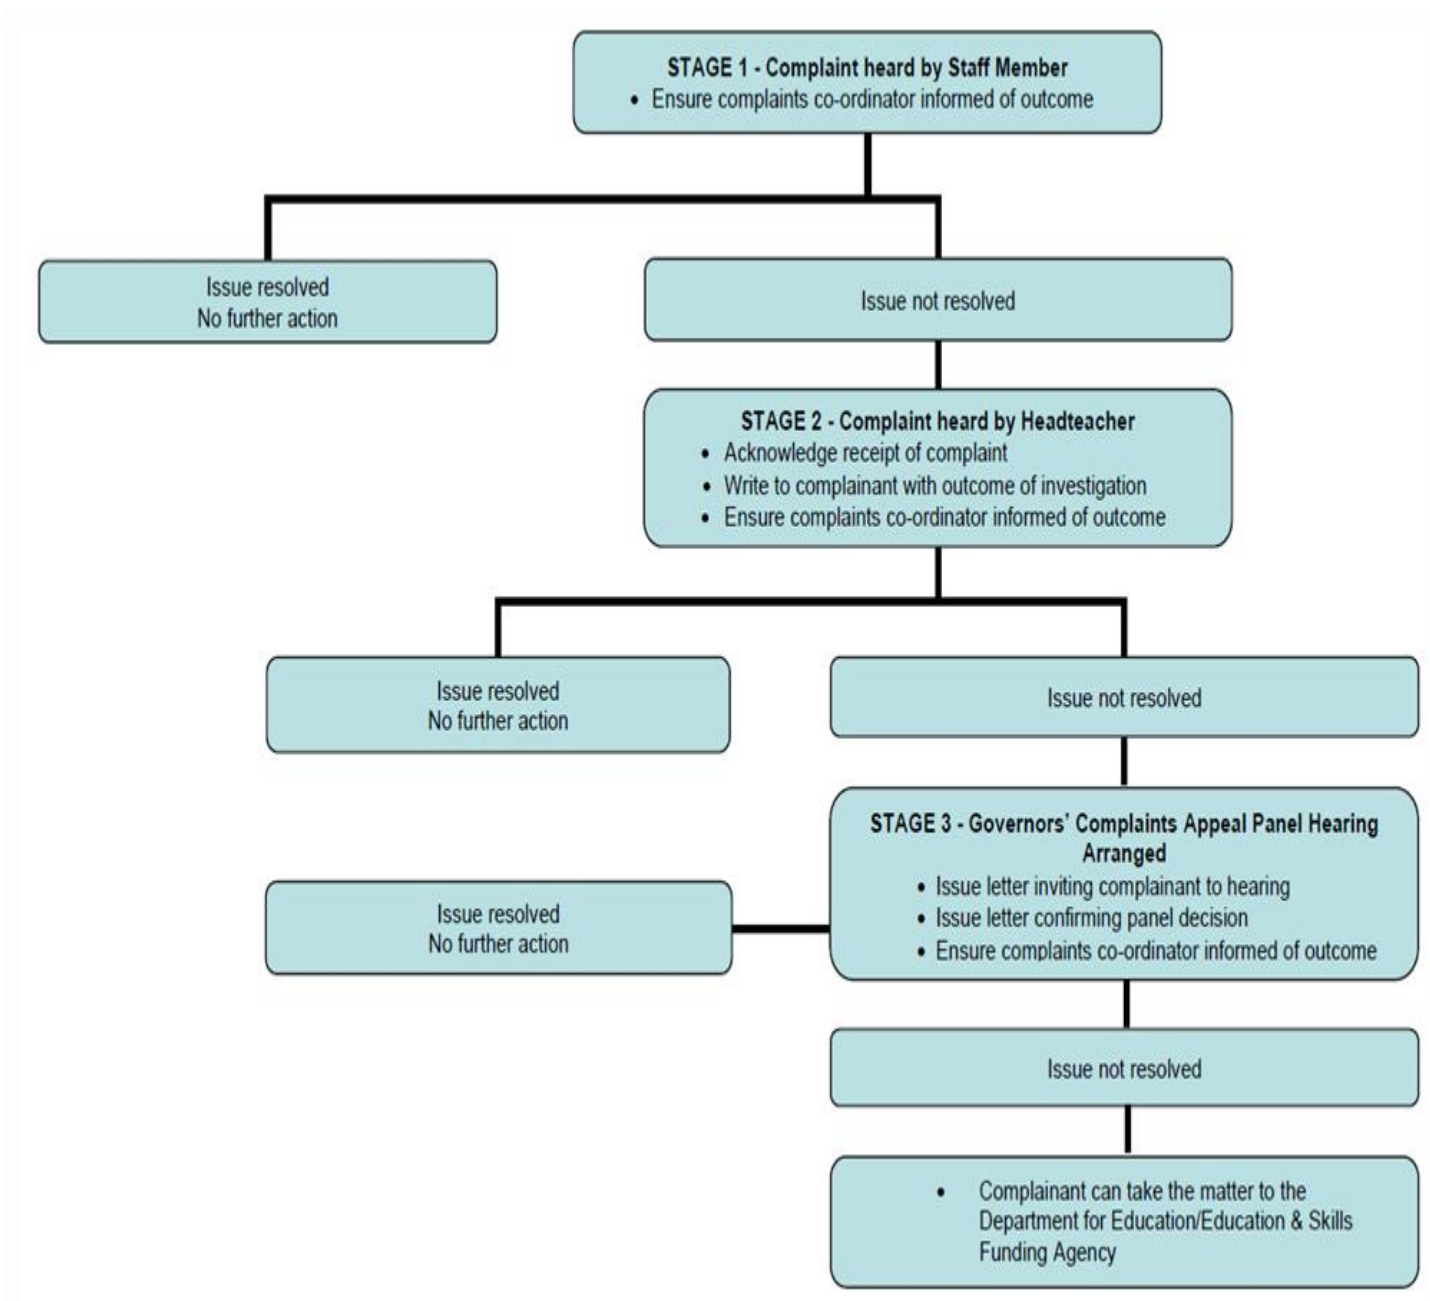 STAGE 1 - Complaint heard by Staff Member
• Ensure complaints co-ordinator informed of outcome
Issue resolved
No further action
Issue not resolved
STAGE 2 - Complaint heard by Headteacher
• Acknowledge receipt of complaint
• Write to complainant with outcome of investigation
• Ensure complaints co-ordinator informed of outcome
Issue resolved
No further action
Issue not resolved
STAGE 3 - Governors' Complaints Appeal Panel Hearing
Arranged
• Issue letter inviting complainant to hearing
• Issue letter confirming panel decision
• Ensure complaints co-ordinator informed of outcome
Issue resolved
No further action
Issue not resolved
• Complainant can take the matter to the
Department for Education/Education & Skills
Funding Agency